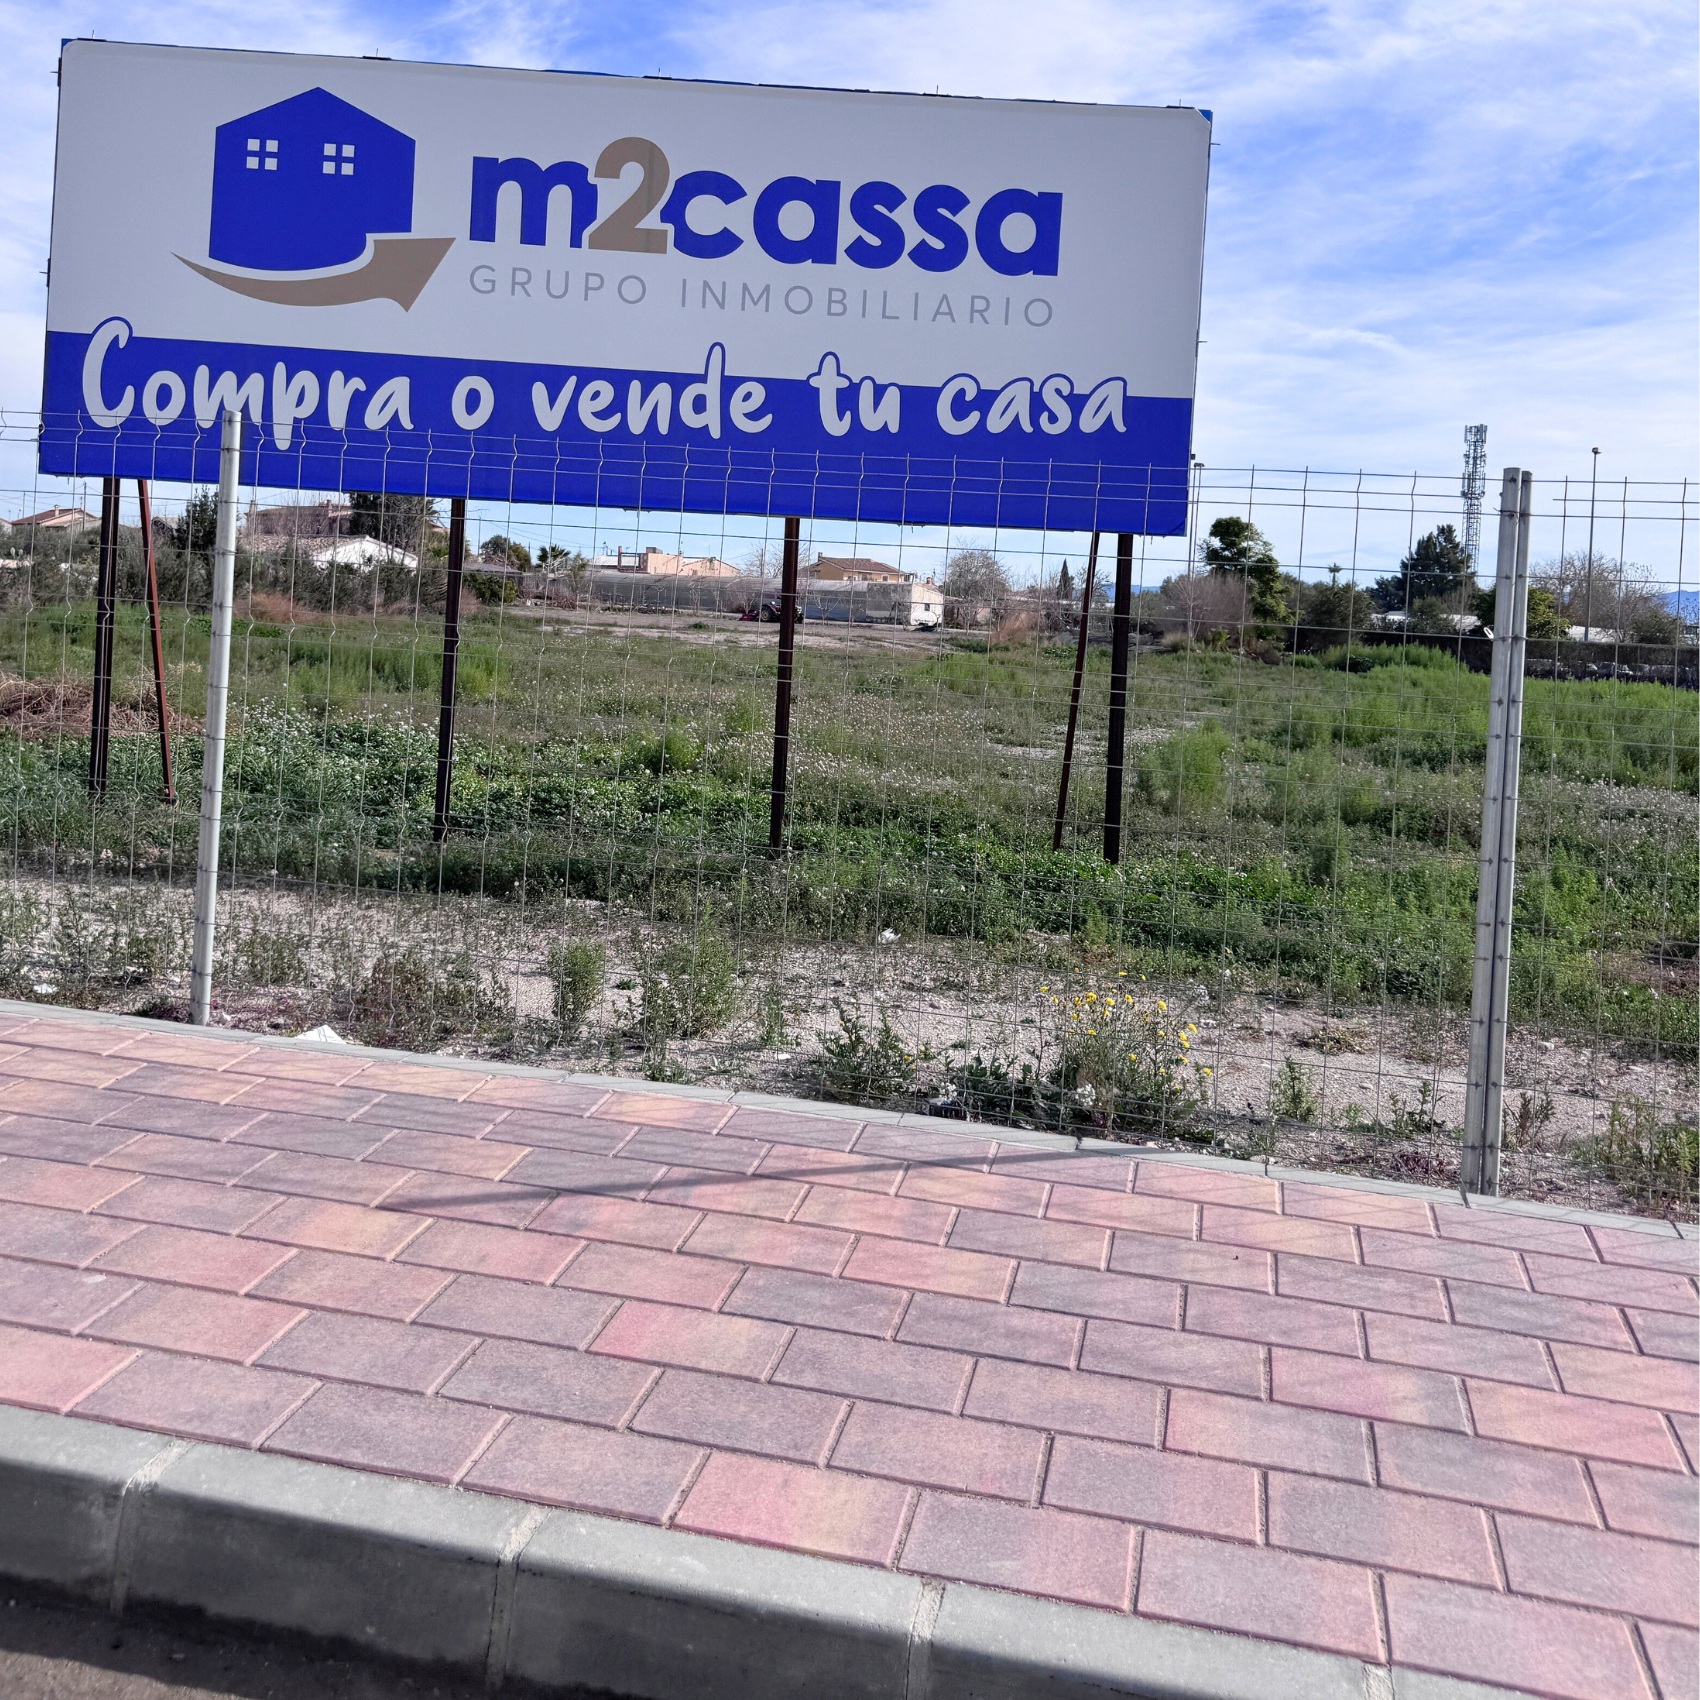 m2cassa
GRUPO INMOBILIARIO
Compra o vende tu casa